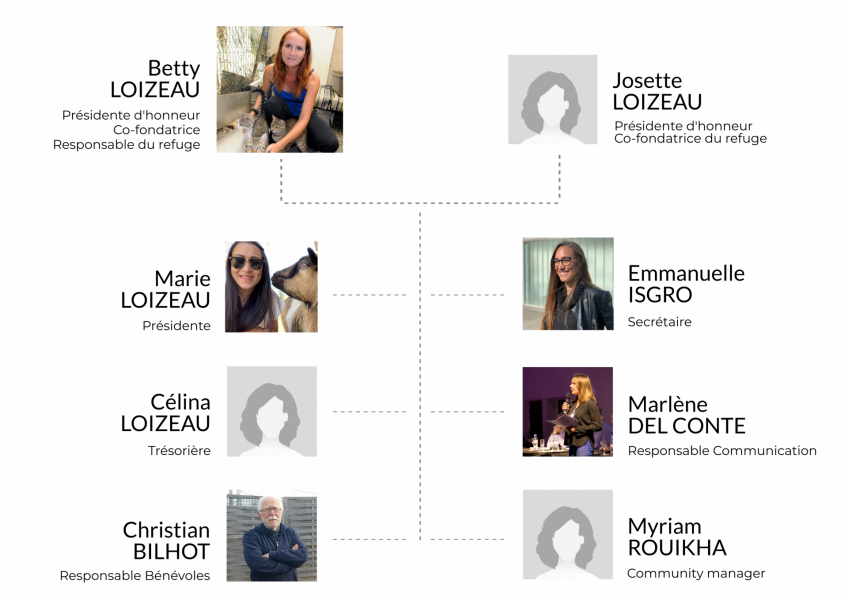 Betty
LOIZEAU
Présidente d'honneur
Co-fondatrice
Responsable du refuge
Josette
LOIZEAU
Présidente d'honneur
Co-fondatrice du refuge
Marie
LOIZEAU
Présidente
Emmanuelle
ISGRO
Secrétaire
Célina
LOIZEAU
Trésorière
Marlène
DEL CONTE
Responsable Communication
Christian
BILHOT
Responsable Bénévoles
Myriam
ROUIKHA
Community manager